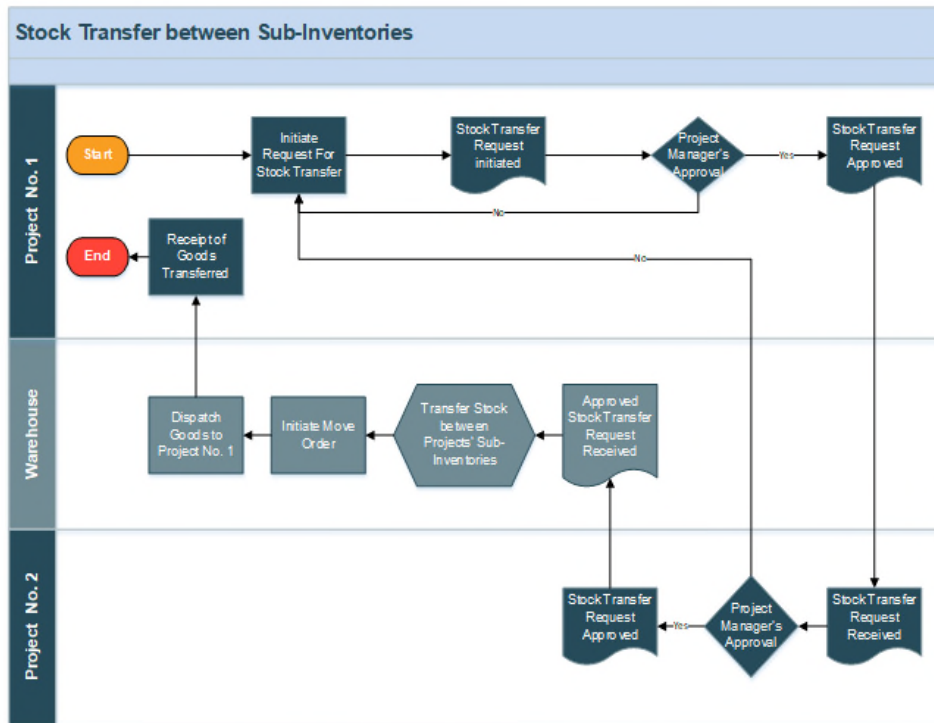 Stock Transfer between Sub-Inventories
Project No. 1
Start
Initiate
Request For
Stock Transfer
Stock Transfer
Request
initiated
Project
Manager's
Approval
Yes
Stock Transfer
Request
Approved
No
End
Receipt of
Goods
Transferred
No
Warehouse
Dispatch
Goods to
Project No. 1
Initiate Move
Order
Transfer Stock
between
Projects' Sub-
Inventories
Approved
Stock Transfer
Request
Received
Project No. 2
Stock Transfer
Request
Approved
Yes
Project
Manager's
Approval
Stock Transfer
Request
Received